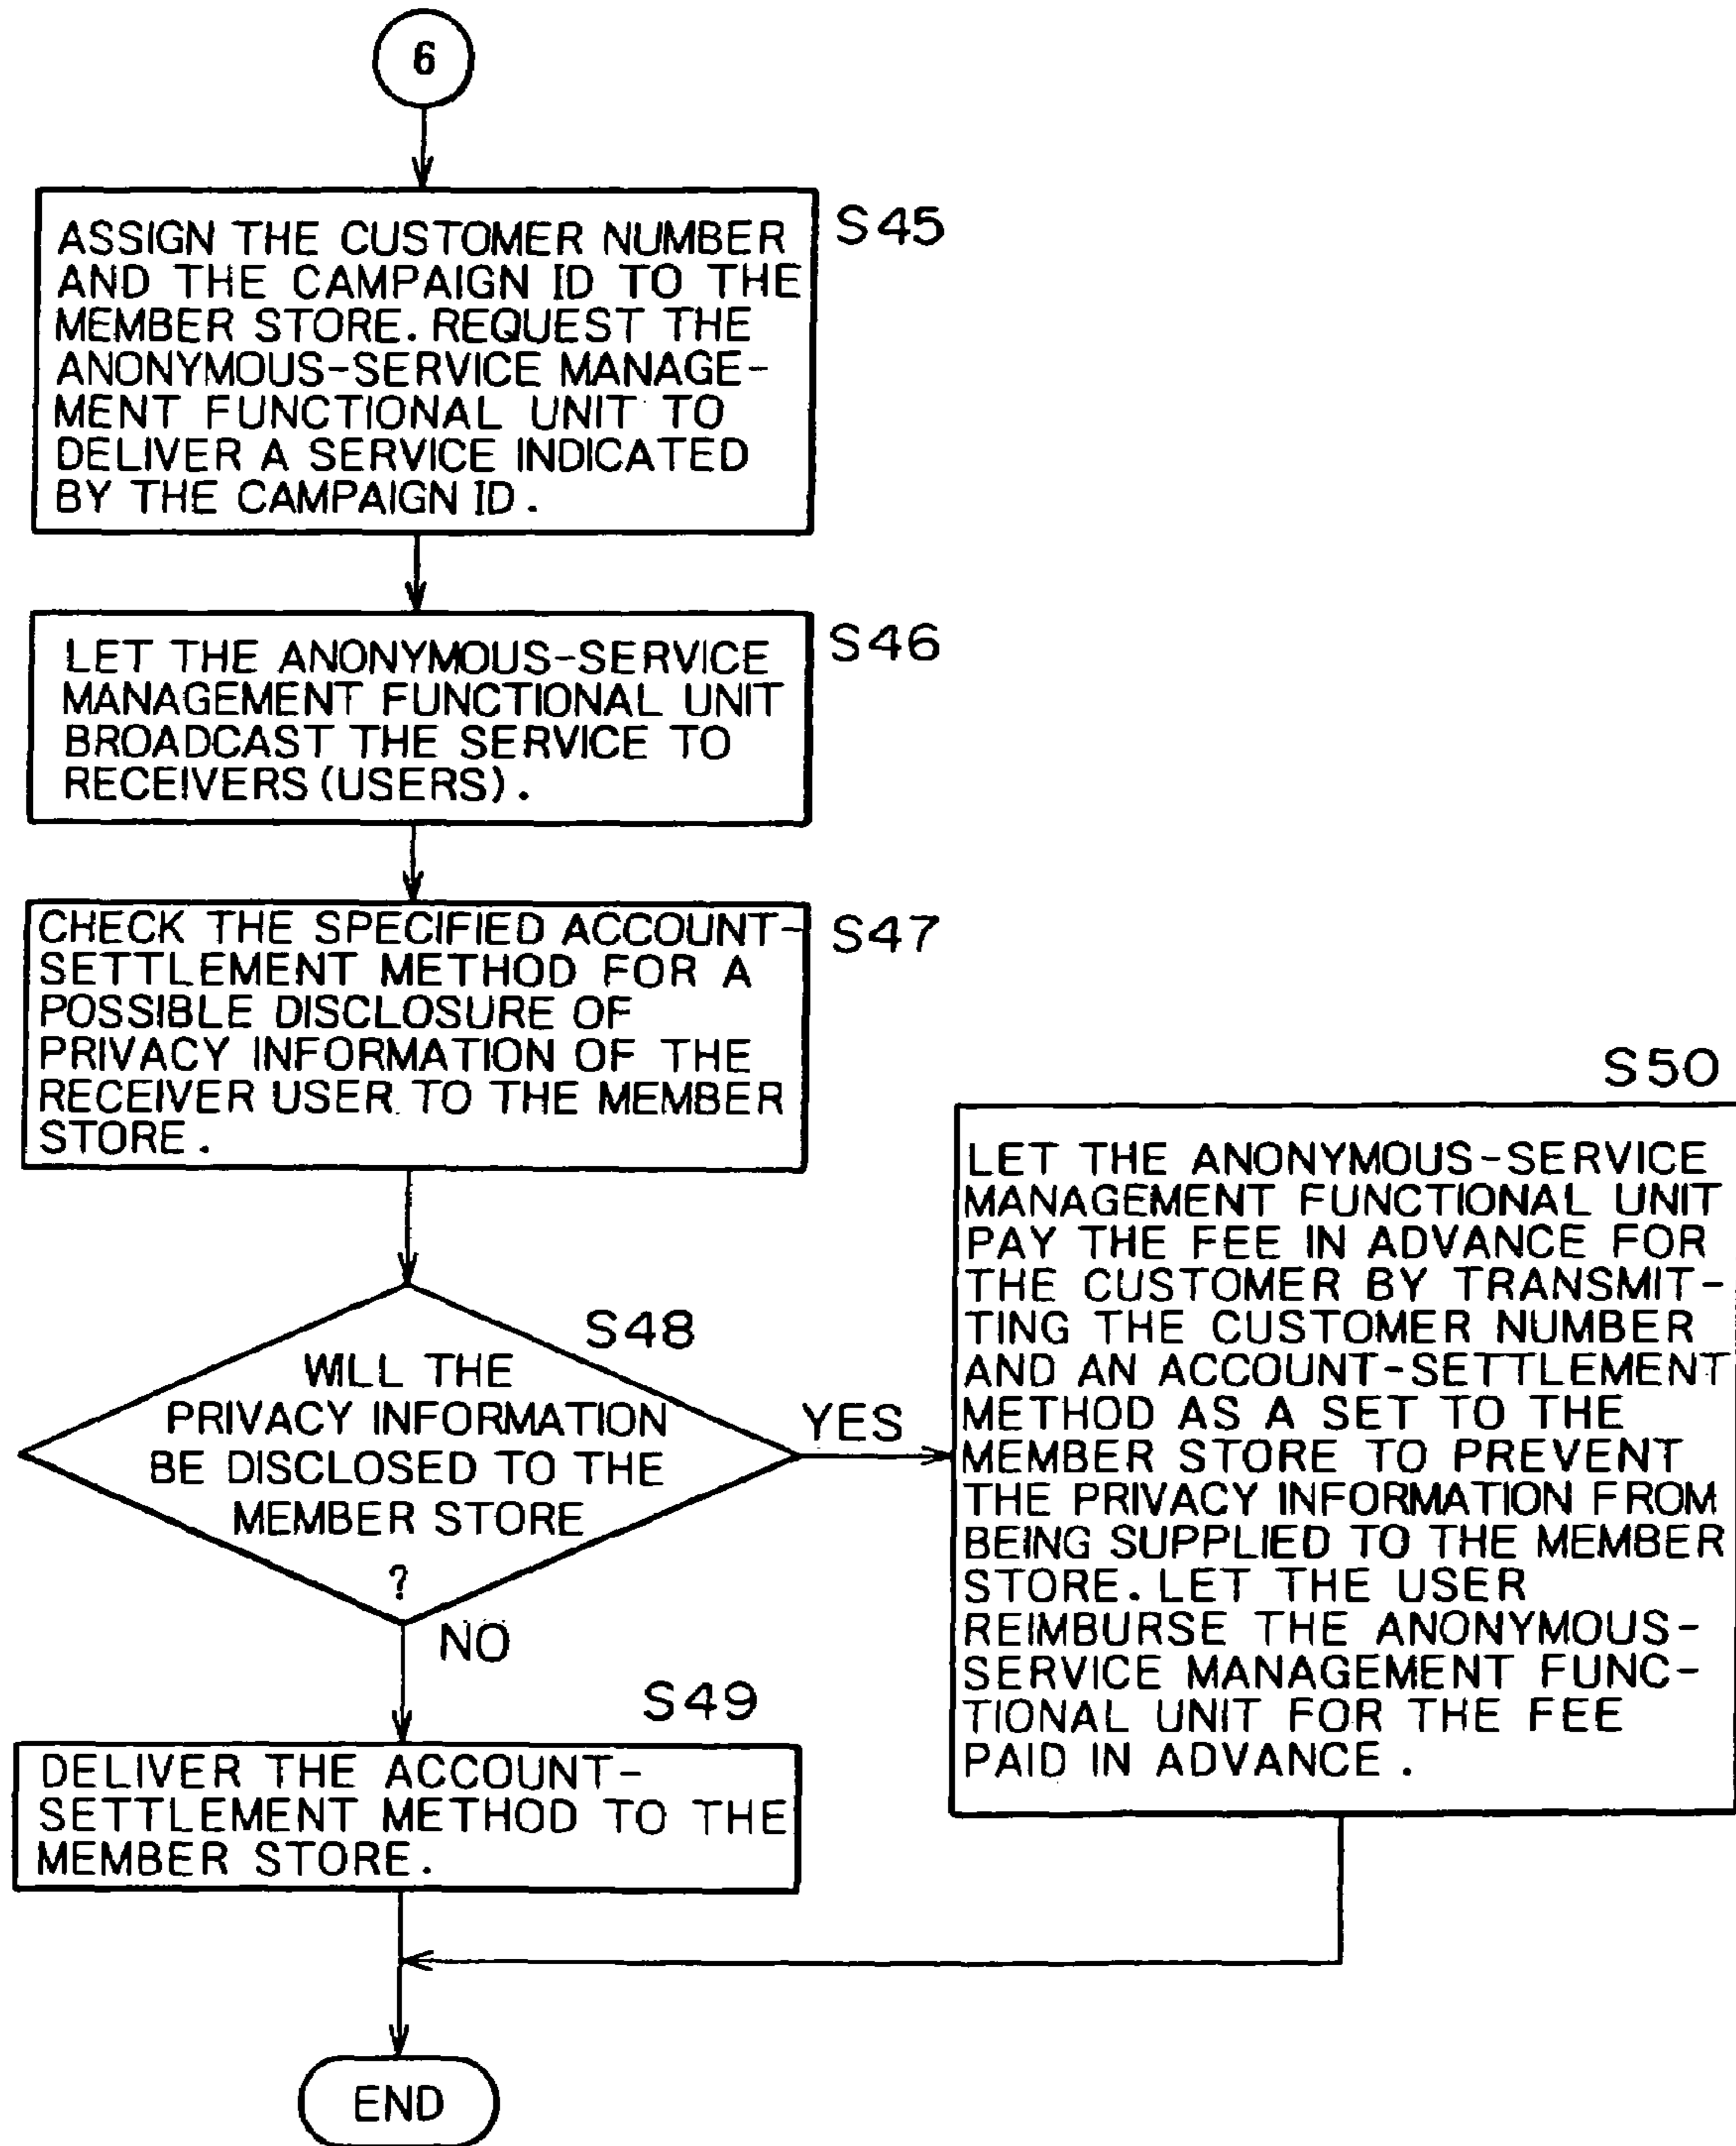 6
ASSIGN THE CUSTOMER NUMBER
AND THE CAMPAIGN ID TO THE
MEMBER STORE. REQUEST THE
ANONYMOUS-SERVICE MANAGE-
MENT FUNCTIONAL UNIT TO
DELIVER A SERVICE INDICATED
BY THE CAMPAIGN ID.
S45
LET THE ANONYMOUS-SERVICE
MANAGEMENT FUNCTIONAL UNIT
BROADCAST THE SERVICE TO
RECEIVERS (USERS).
S46
CHECK THE SPECIFIED ACCOUNT-
SETTLEMENT METHOD FOR A
POSSIBLE DISCLOSURE OF
PRIVACY INFORMATION OF THE
RECEIVER USER TO THE MEMBER
STORE.
S47
S48
WILL THE
PRIVACY INFORMATION
BE DISCLOSED TO THE
MEMBER STORE
?
YES
NO
S49
DELIVER THE ACCOUNT-
SETTLEMENT METHOD TO THE
MEMBER STORE.
S50
LET THE ANONYMOUS-SERVICE
MANAGEMENT FUNCTIONAL UNIT
PAY THE FEE IN ADVANCE FOR
THE CUSTOMER BY TRANSMIT-
TING THE CUSTOMER NUMBER
AND AN ACCOUNT-SETTLEMENT
METHOD AS A SET TO THE
MEMBER STORE TO PREVENT
THE PRIVACY INFORMATION FROM
BEING SUPPLIED TO THE MEMBER
STORE. LET THE USER
REIMBURSE THE ANONYMOUS-
SERVICE MANAGEMENT FUNC-
TIONAL UNIT FOR THE FEE
PAID IN ADVANCE.
END